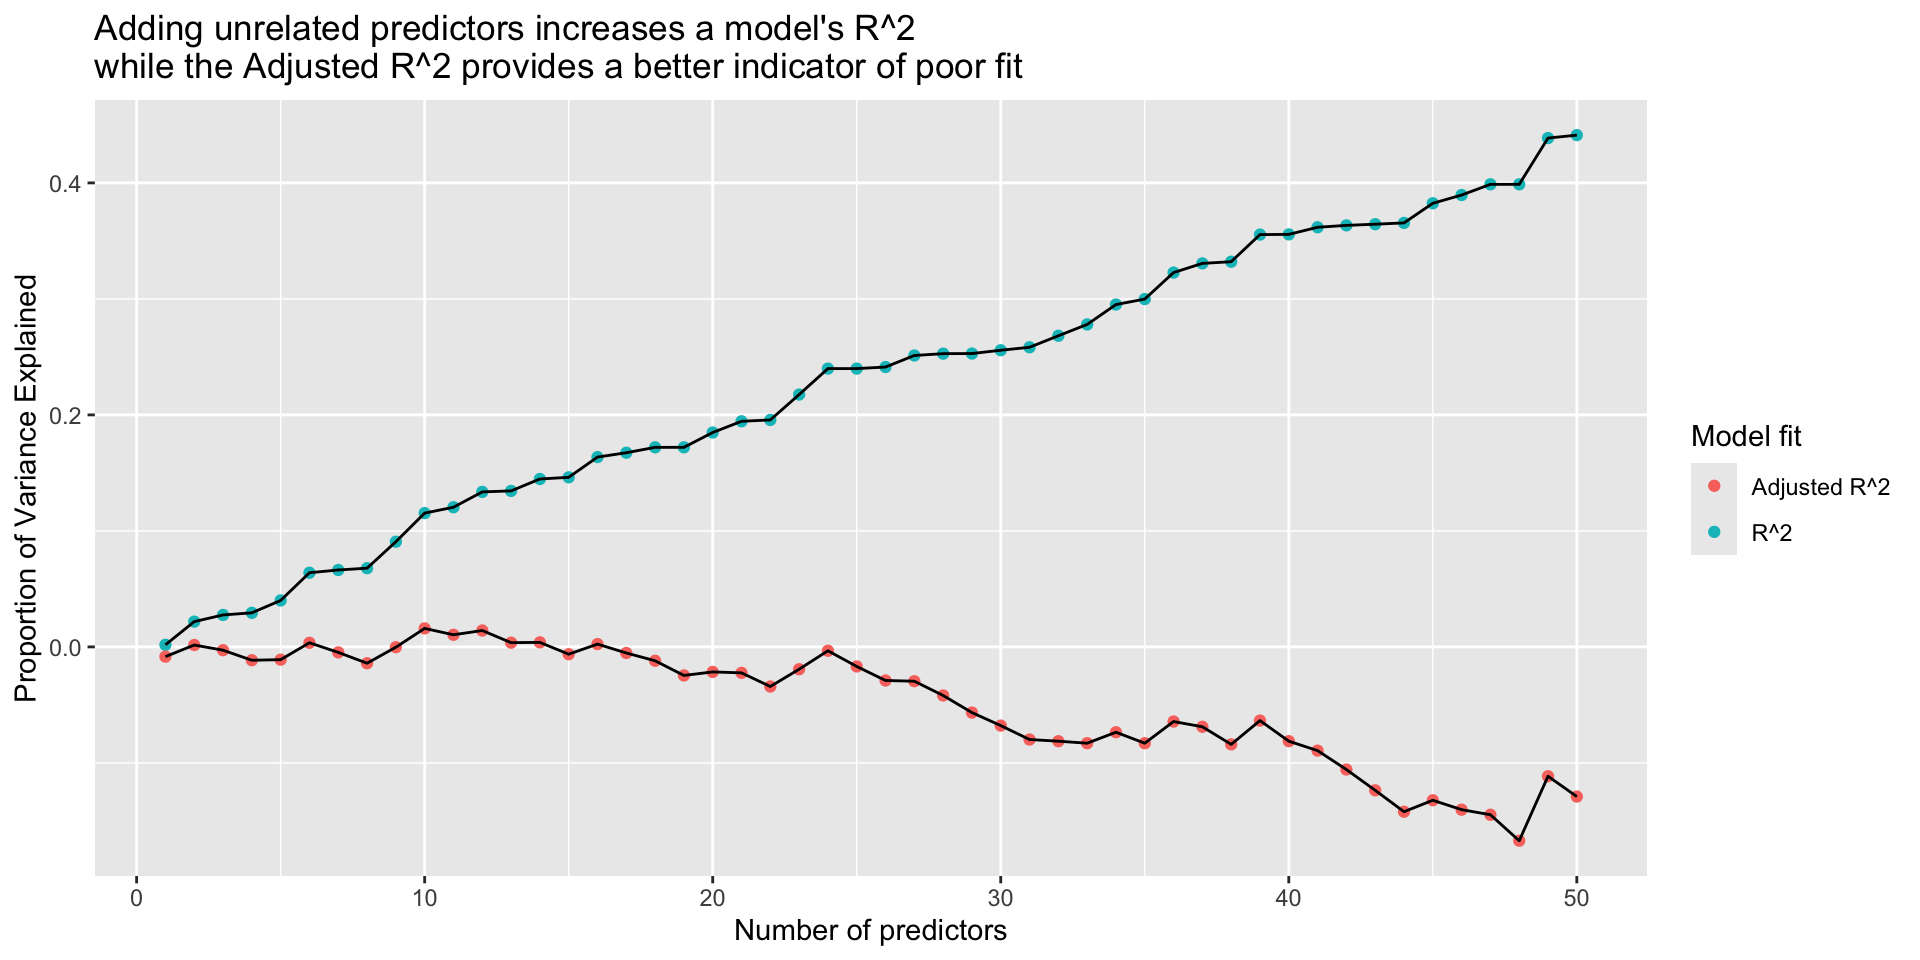 Adding unrelated predictors increases a model's R^2
while the Adjusted R^2 provides a better indicator of poor fit
Proportion of Variance Explained
0.4
0.2
0.0
0
10
20
30
40
50
Number of predictors
Model fit
Adjusted R^2
R^2